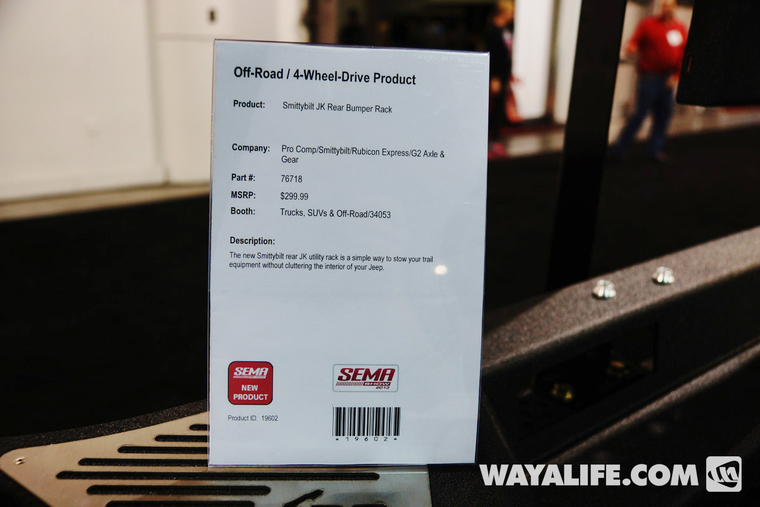 Off-Road / 4-Wheel-Drive Product
Product: Smittybilt JK Rear Bumper Rack
Company: Pro Comp/Smittybilt/Rubicon Express/G2 Axle &
Gear
Part #: 76718
MSRP: $299.99
Booth: Trucks, SUVs & Off-Road/34053
Description:
The new Smittybilt rear JK utility rack is a simple way to stow your trail
equipment without cluttering the interior of your Jeep.
SEMA
NEW
PRODUCT
SEMA
SHOW
2013
Product ID: 19602
*19602*
WAYALIFE.COM